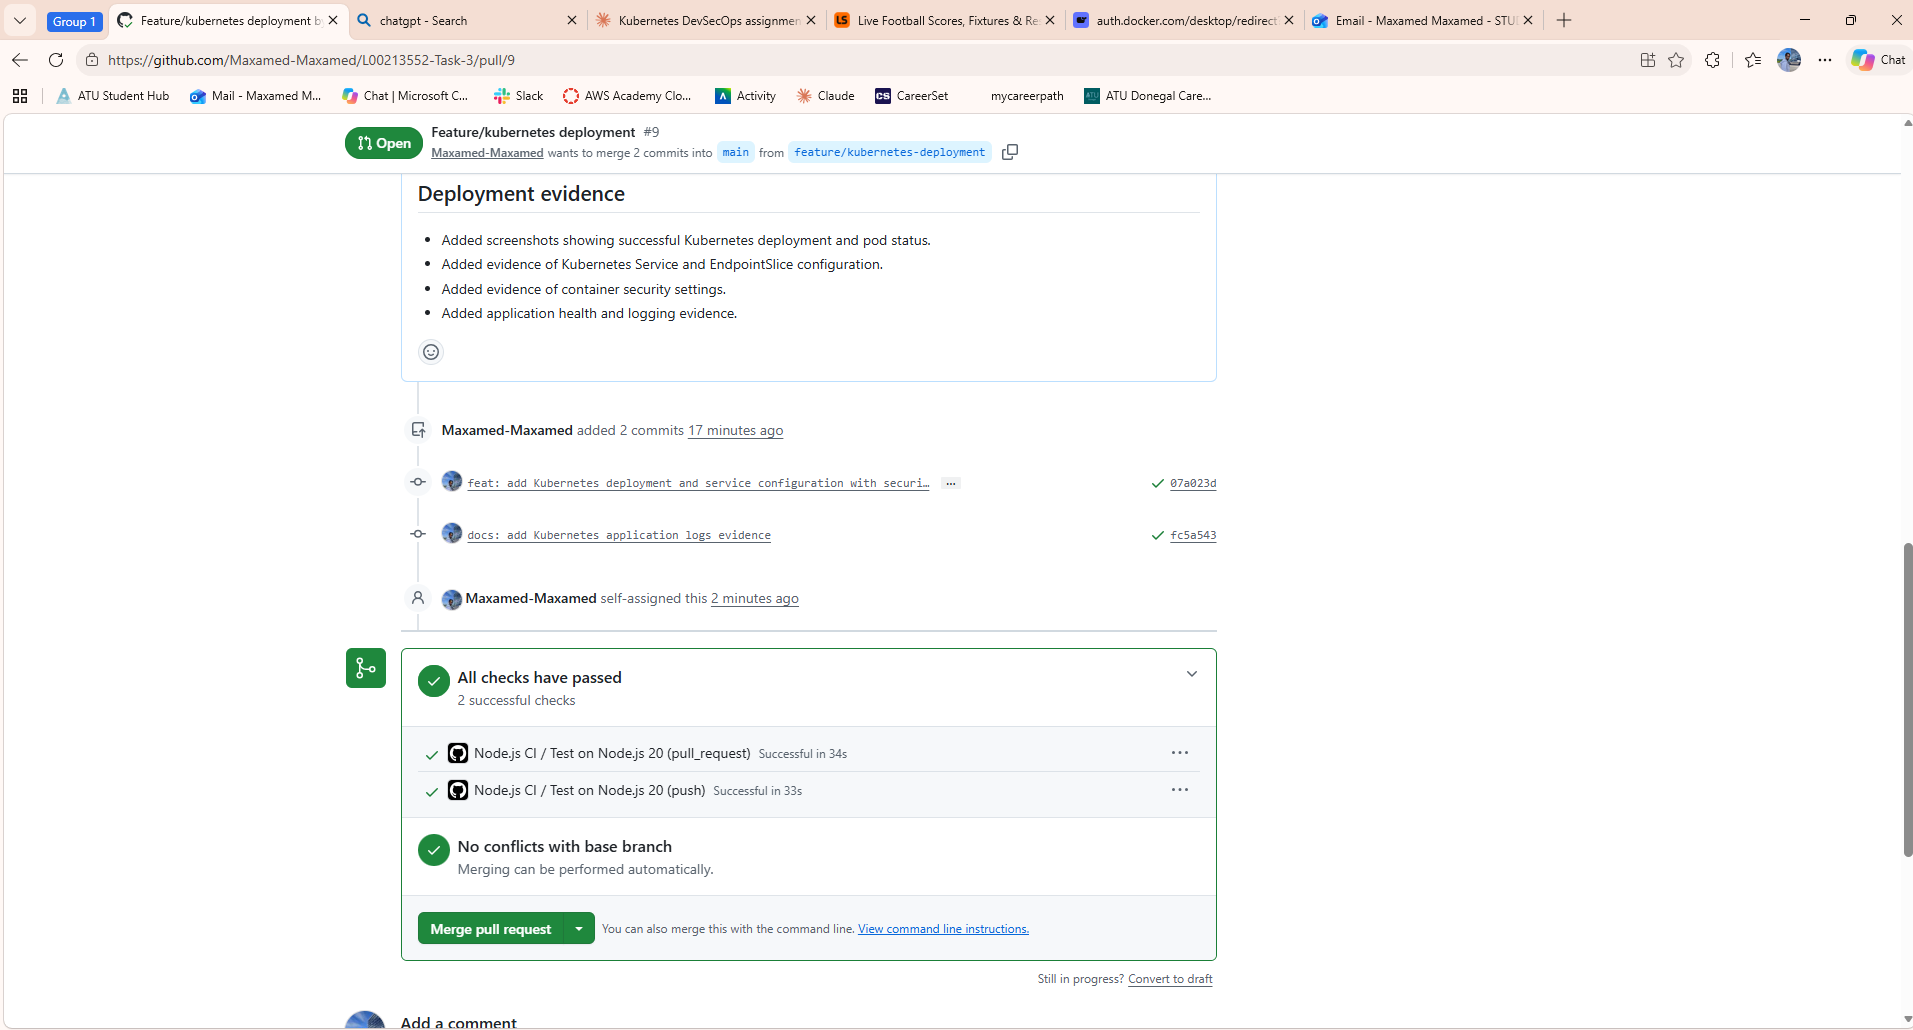 Group 1
Feature/kubernetes deployment by
chatgpt - Search
Kubernetes DevSecOps assignmen
Live Football Scores, Fixtures & Re
auth.docker.com/desktop/redirect
Email - Maxamed Maxamed - STU
https://github.com/Maxamed-Maxamed/L00213552-Task-3/pull/9
Chat
ATU Student Hub
Mail - Maxamed M...
Chat | Microsoft C...
Slack
AWS Academy Clo...
Activity
Claude
CareerSet
mycareerpath
ATU Donegal Care...
Open
Feature/kubernetes deployment #9
Maxamed-Maxamed wants to merge 2 commits into main from feature/kubernetes-deployment
Deployment evidence
• Added screenshots showing successful Kubernetes deployment and pod status.
• Added evidence of Kubernetes Service and EndpointSlice configuration.
• Added evidence of container security settings.
• Added application health and logging evidence.
Maxamed-Maxamed added 2 commits 17 minutes ago
feat: add Kubernetes deployment and service configuration with securi… ... 07a023d
docs: add Kubernetes application logs evidence fc5a543
Maxamed-Maxamed self-assigned this 2 minutes ago
All checks have passed
2 successful checks
Node.js CI / Test on Node.js 20 (pull_request) Successful in 34s
Node.js CI / Test on Node.js 20 (push) Successful in 33s
No conflicts with base branch
Merging can be performed automatically.
Merge pull request You can also merge this with the command line. View command line instructions.
Still in progress? Convert to draft
Add a comment